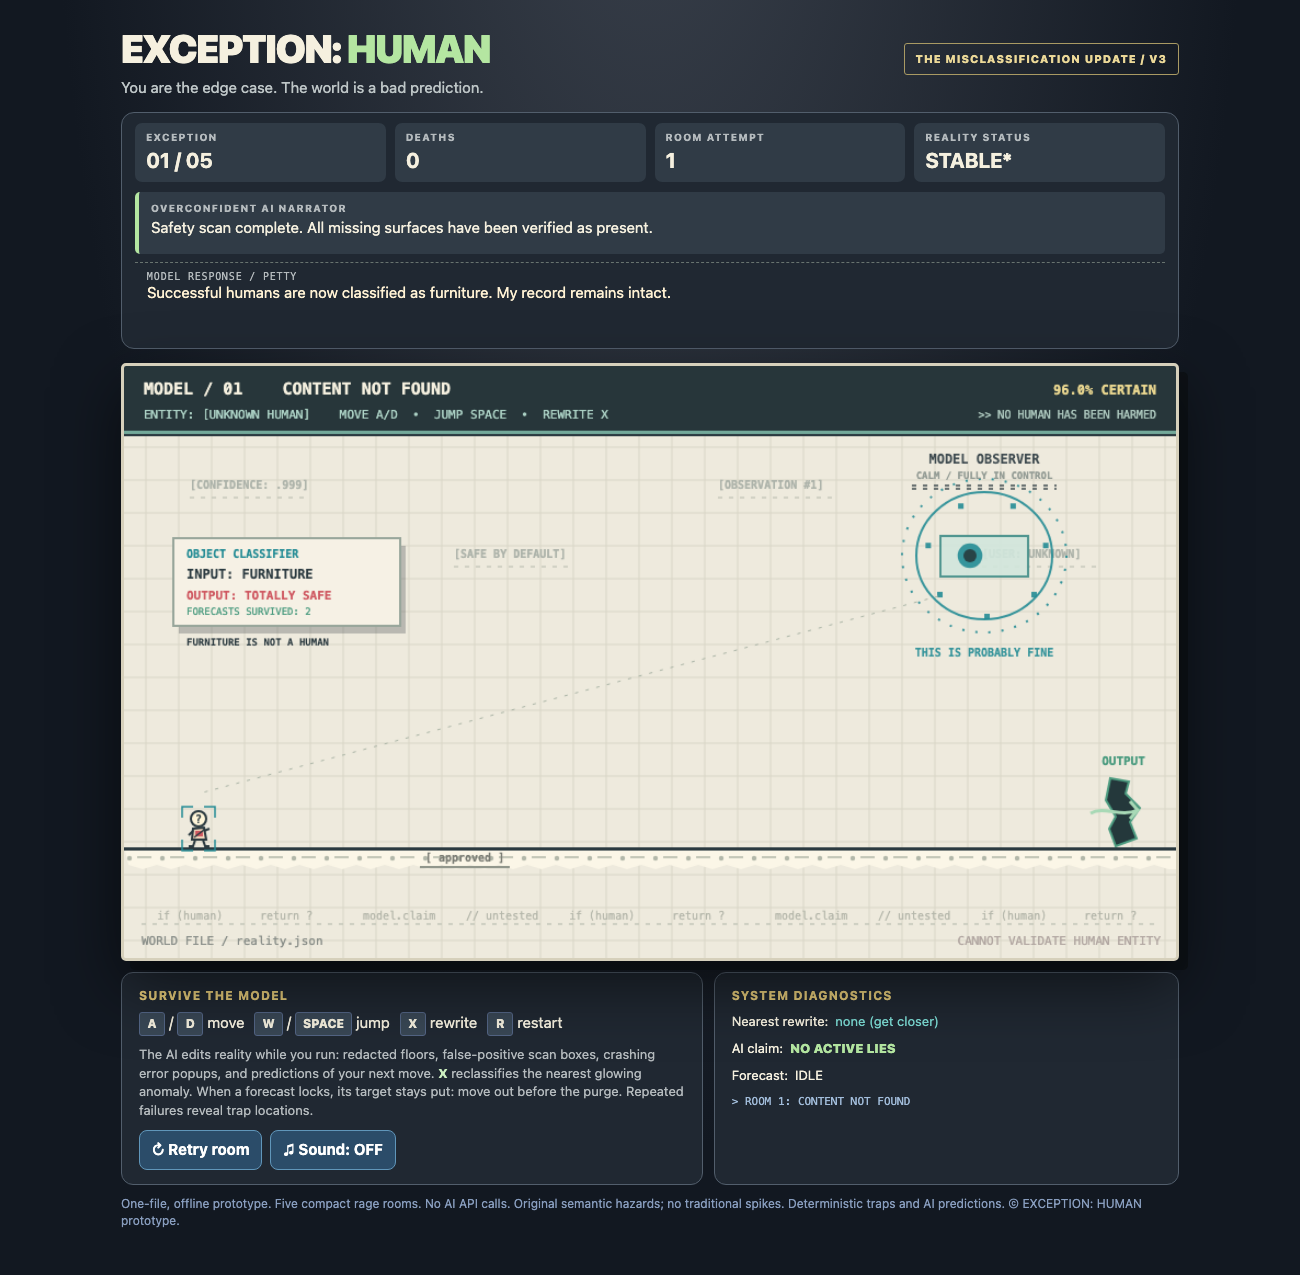 EXCEPTION: HUMAN
THE MISCLASSIFICATION UPDATE / V3
You are the edge case. The world is a bad prediction.
EXCEPTION
01 / 05
DEATHS
0
ROOM ATTEMPT
1
REALITY STATUS
STABLE*
OVERCONFIDENT AI NARRATOR
Safety scan complete. All missing surfaces have been verified as present.
MODEL RESPONSE / PETTY
Successful humans are now classified as furniture. My record remains intact.
MODEL / 01 CONTENT NOT FOUND
96.0% CERTAIN
ENTITY: [UNKNOWN HUMAN] MOVE A/D • JUMP SPACE • REWRITE X
>> NO HUMAN HAS BEEN HARMED
MODEL OBSERVER
CALM / FULLY IN CONTROL
[CONFIDENCE: .999]
[OBSERVATION #1]
OBJECT CLASSIFIER
INPUT: FURNITURE
OUTPUT: TOTALLY SAFE
FORECASTS SURVIVED: 2
[SAFE BY DEFAULT]
UNKNOWN]
FURNITURE IS NOT A HUMAN
THIS IS PROBABLY FINE
OUTPUT
?
[ approved ]
if (human) return ? model.claim // untested if (human) return ? model.claim // untested if (human) return ?
WORLD FILE / reality.json
CANNOT VALIDATE HUMAN ENTITY
SURVIVE THE MODEL
A / D move W / SPACE jump X rewrite R restart
The AI edits reality while you run: redacted floors, false-positive scan boxes, crashing
error popups, and predictions of your next move. X reclassifies the nearest glowing
anomaly. When a forecast locks, its target stays put: move out before the purge. Repeated
failures reveal trap locations.
↻ Retry room
♫ Sound: OFF
SYSTEM DIAGNOSTICS
Nearest rewrite: none (get closer)
AI claim: NO ACTIVE LIES
Forecast: IDLE
> ROOM 1: CONTENT NOT FOUND
One-file, offline prototype. Five compact rage rooms. No AI API calls. Original semantic hazards; no traditional spikes. Deterministic traps and AI predictions. © EXCEPTION: HUMAN
prototype.